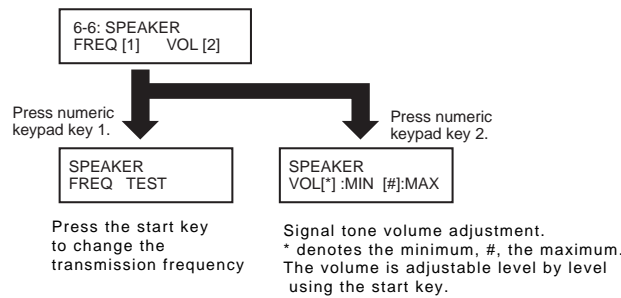 6-6: SPEAKER
FREQ [1] VOL [2]
Press numeric
keypad key 1.
Press numeric
keypad key 2.
SPEAKER
FREQ TEST
SPEAKER
VOL[*] :MIN [#]:MAX
Press the start key
to change the
transmission frequency
Signal tone volume adjustment.
* denotes the minimum, #, the maximum.
The volume is adjustable level by level
using the start key.